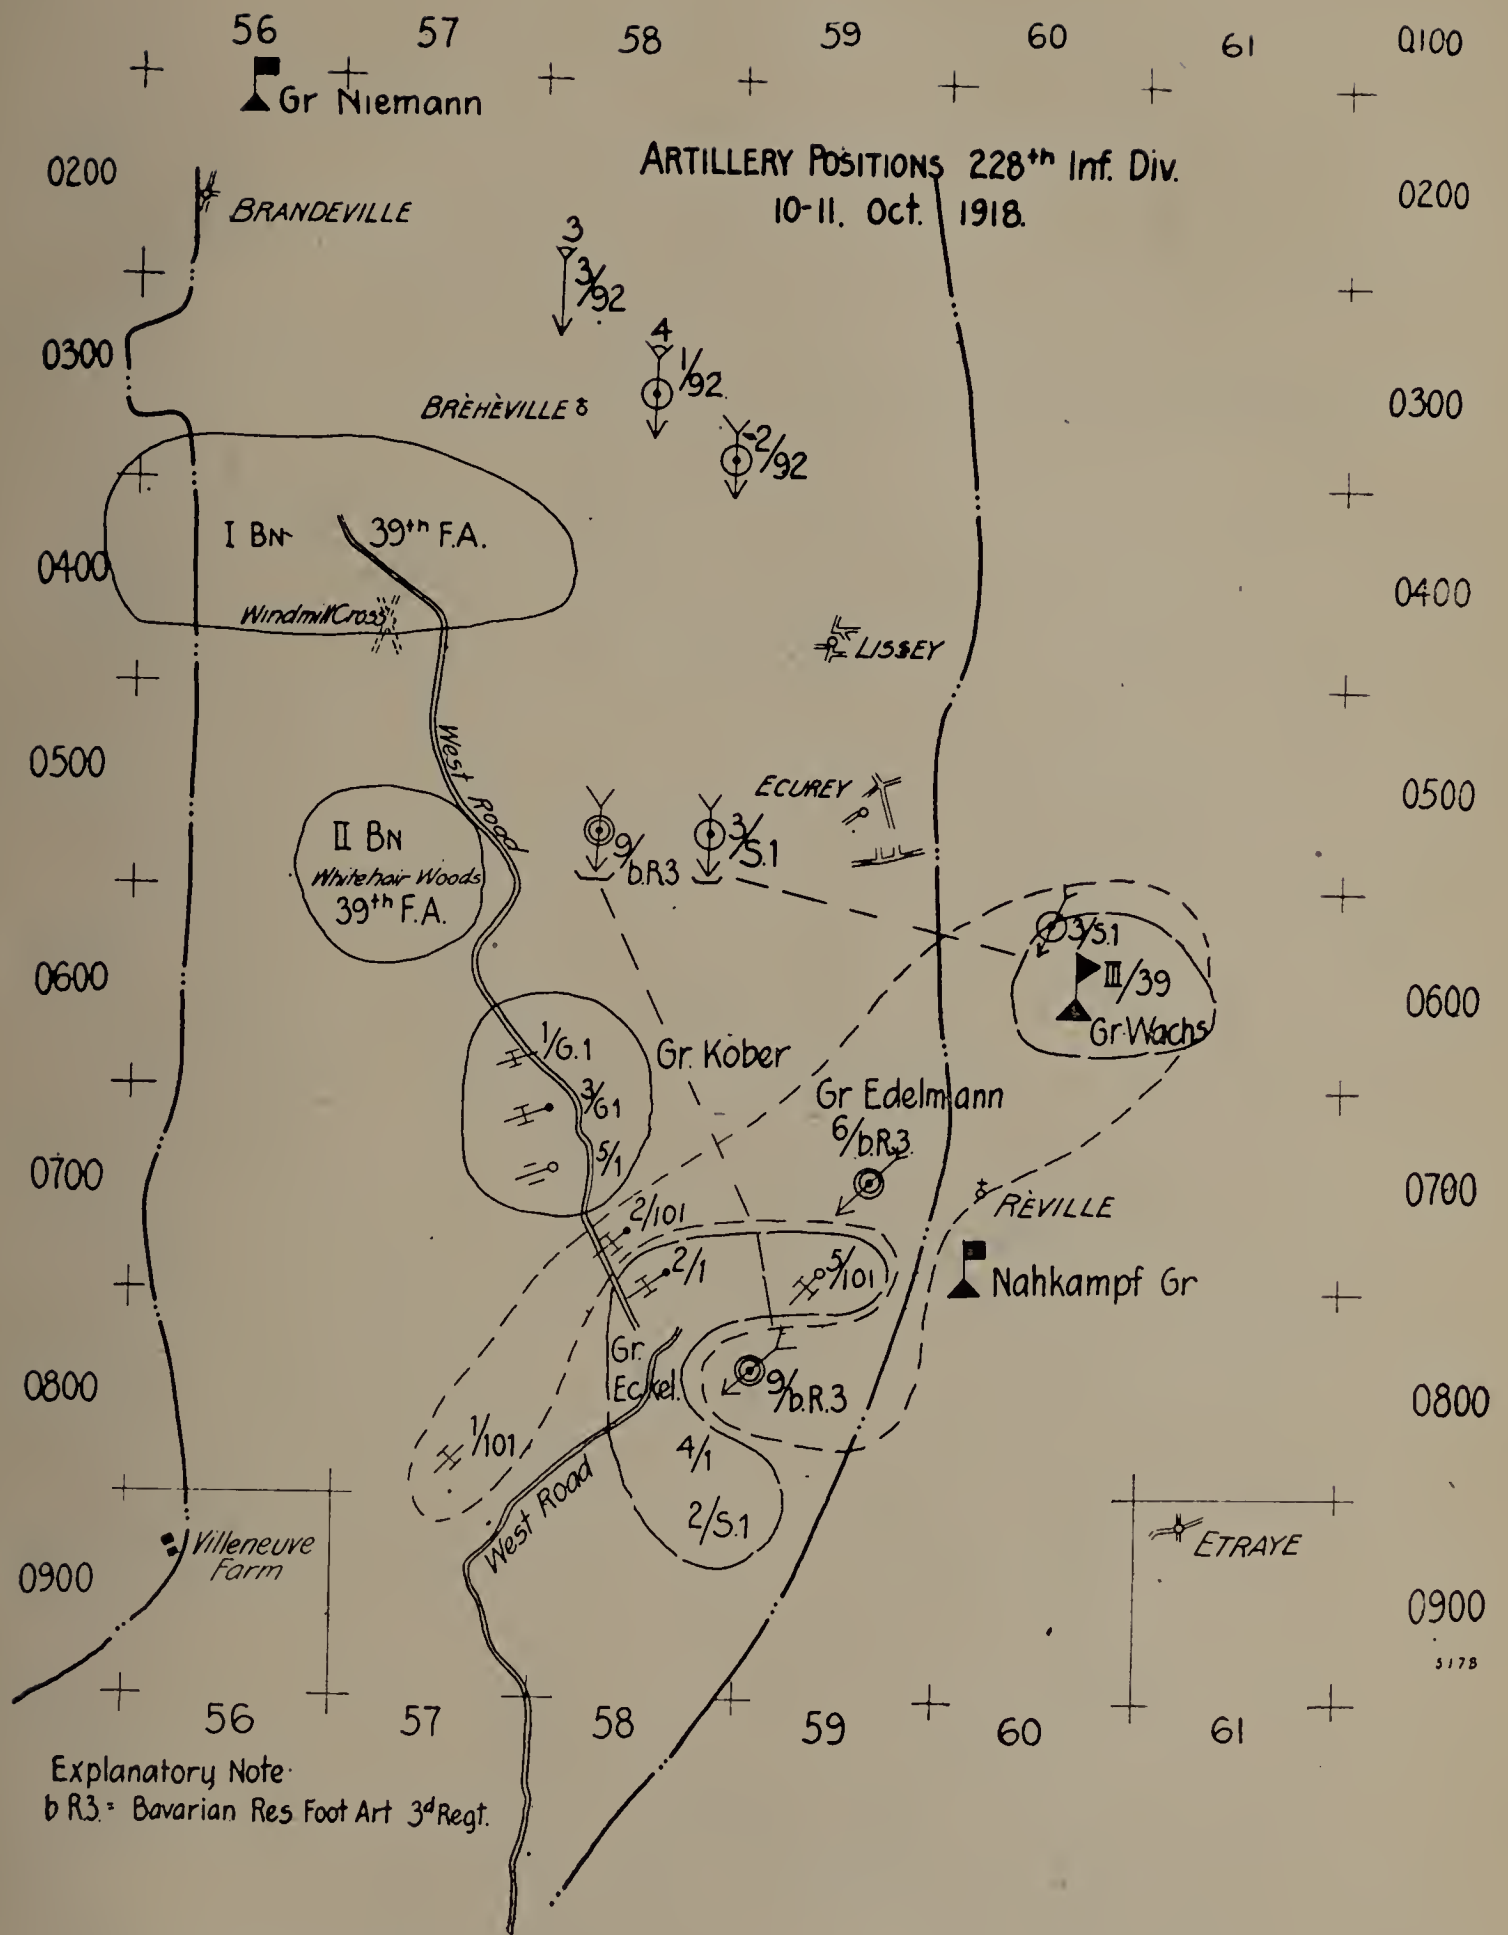 56 57 58 59 60 61 0100
Gr Niemann
ARTILLERY POSITIONS 228th Inf. Div.
10-11. Oct. 1918.
0200 0200
BRANDEVILLE
3
3/92
4
1/92
0300 0300
BRÈHÈVILLE
2/92
I BN 39th F.A.
0400 0400
Windmill Cross
LISSEY
West Road
0500 0500
ECUREY
II BN
Whitehair Woods
39th F.A.
9/b.R3
3/S.1
3/S.1
III/39
Gr. Wachs
0600 0600
1/G.1
Gr. Köber
3/G1
Gr Edelmann
6/b.R.3.
5/1
0700 0700
RÈVILLE
2/101
2/1
5/101
Nahkampf Gr
Gr.
Eckel.
9/b.R.3
0800 0800
1/101
4/1
West Road
2/S.1
Villeneuve
Farm
ETRAYE
0900 0900
5178
56 57 58 59 60 61
Explanatory Note.
b R3.= Bavarian Res Foot Art 3d Regt.